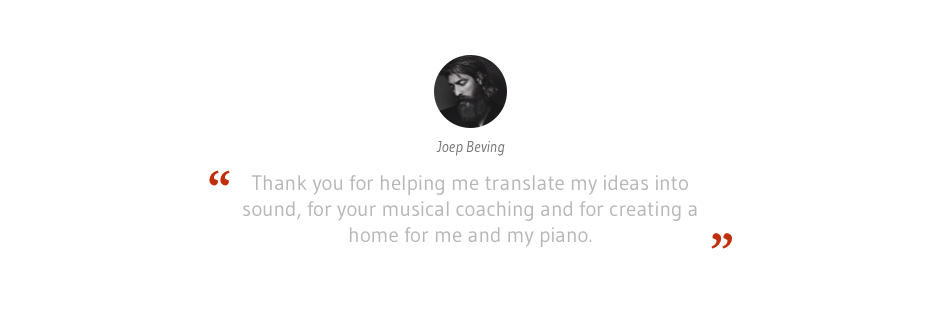 Joep Beving
“ Thank you for helping me translate my ideas into
sound, for your musical coaching and for creating a
home for me and my piano. ”